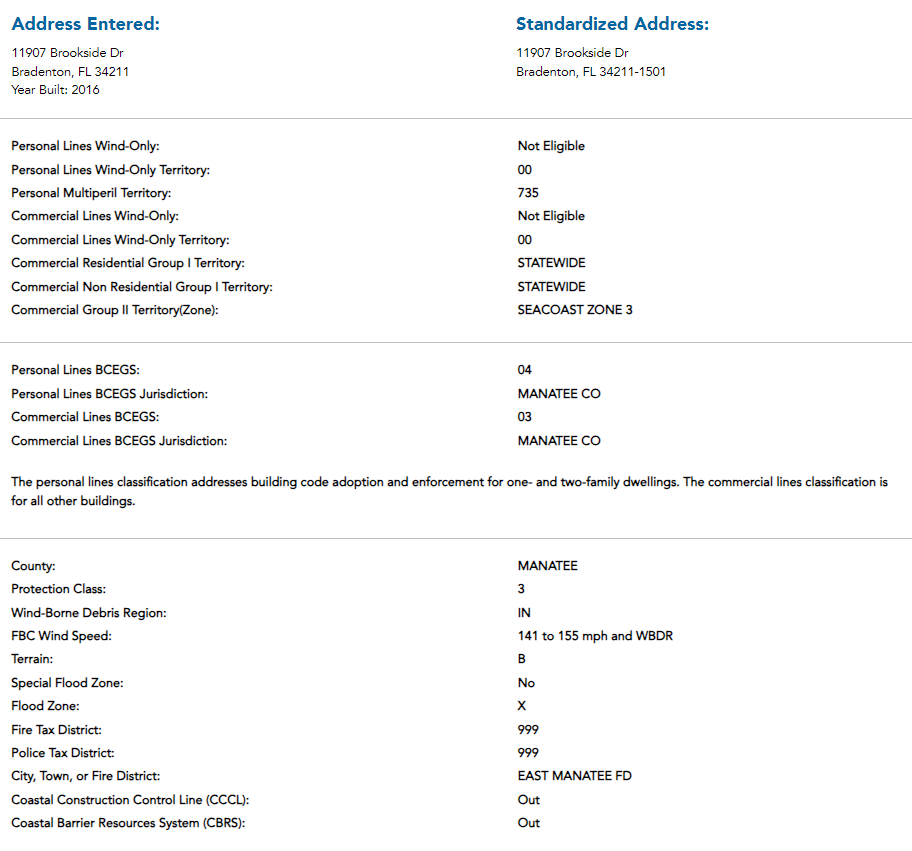 Address Entered: Standardized Address:
11907 Brookside Dr 11907 Brookside Dr
Bradenton, FL 34211 Bradenton, FL 34211-1501
Year Built: 2016
Personal Lines Wind-Only: Not Eligible
Personal Lines Wind-Only Territory: 00
Personal Multiperil Territory: 735
Commercial Lines Wind-Only: Not Eligible
Commercial Lines Wind-Only Territory: 00
Commercial Residential Group I Territory: STATEWIDE
Commercial Non Residential Group I Territory: STATEWIDE
Commercial Group II Territory(Zone): SEACOAST ZONE 3
Personal Lines BCEGS: 04
Personal Lines BCEGS Jurisdiction: MANATEE CO
Commercial Lines BCEGS: 03
Commercial Lines BCEGS Jurisdiction: MANATEE CO
The personal lines classification addresses building code adoption and enforcement for one- and two-family dwellings. The commercial lines classification is
for all other buildings.
County: MANATEE
Protection Class: 3
Wind-Borne Debris Region: IN
FBC Wind Speed: 141 to 155 mph and WBDR
Terrain: B
Special Flood Zone: No
Flood Zone: X
Fire Tax District: 999
Police Tax District: 999
City, Town, or Fire District: EAST MANATEE FD
Coastal Construction Control Line (CCCL): Out
Coastal Barrier Resources System (CBRS): Out